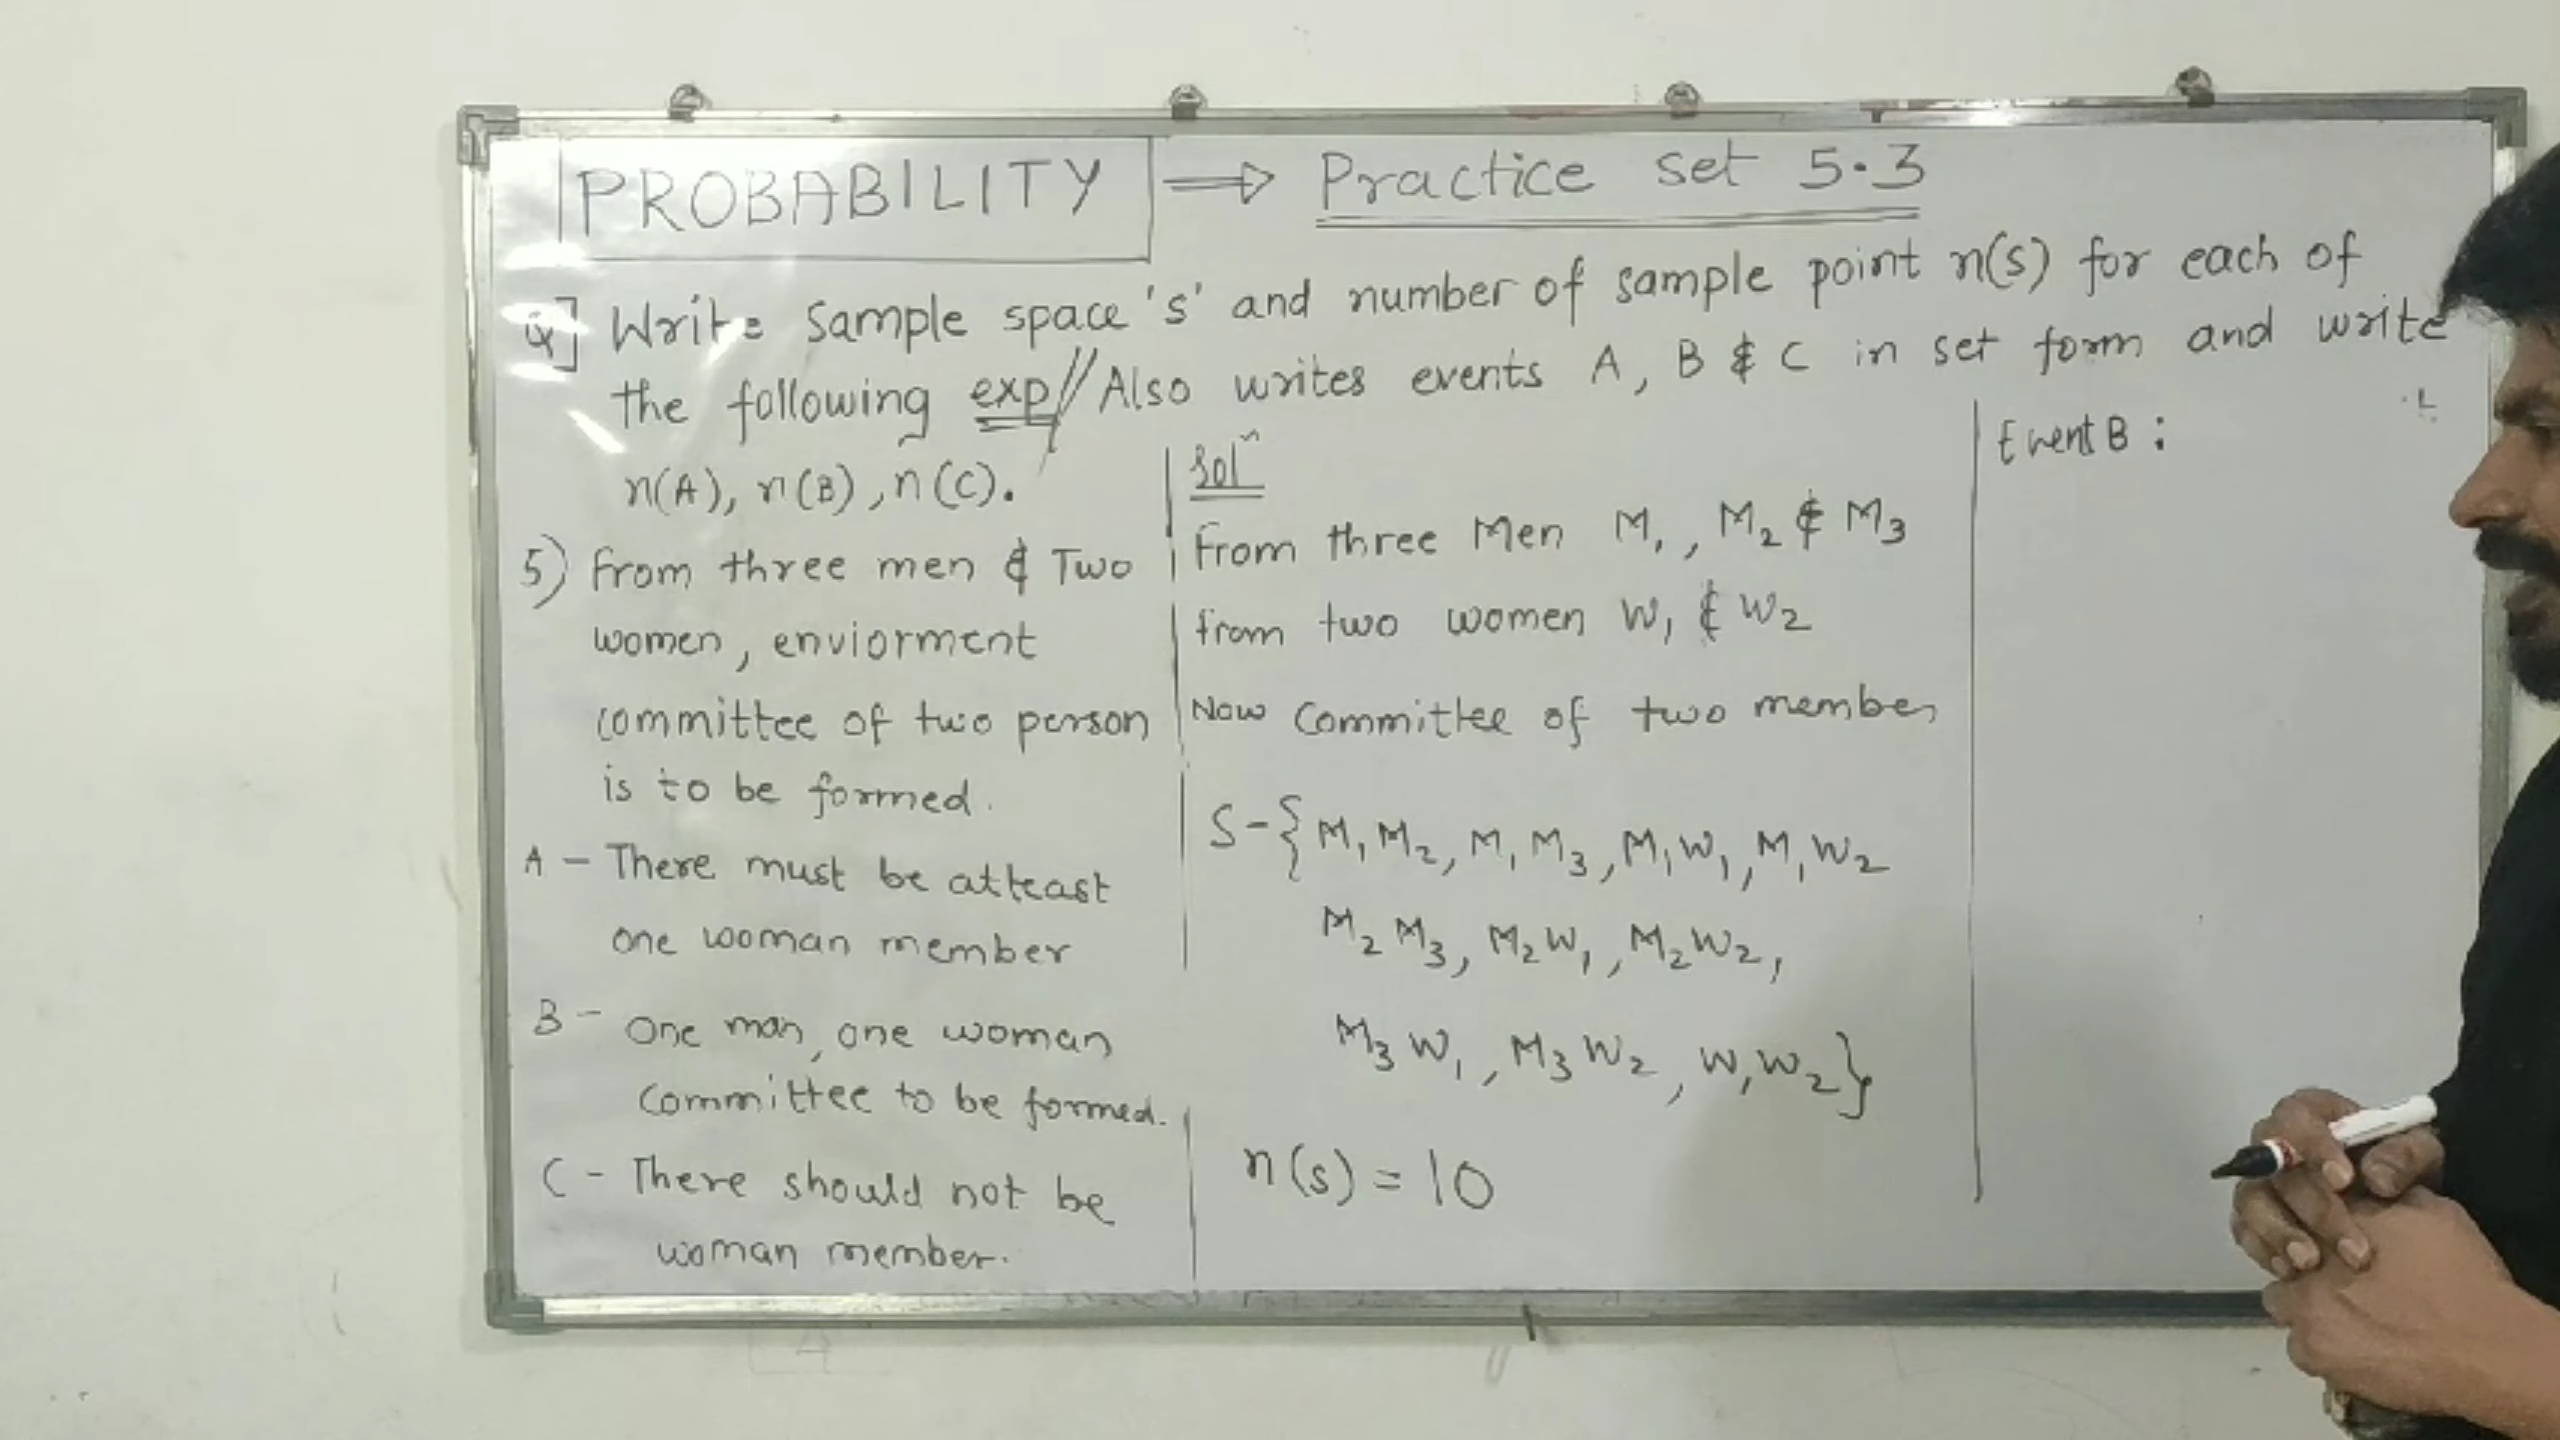 PROBABILITY ⟹ Practice set 5.3
Q] Write Sample space 's' and number of sample point n(s) for each of
the following exp// Also writes events A, B & C in set form and write
n(A), n(B), n(C).
5) from three men & Two
women, enviorment
committee of two person
is to be formed.
A - There must be atleast
one woman member
B - One man, one woman
Committee to be formed.
C - There should not be
woman member.
Solⁿ
From three Men M₁, M₂ & M₃
from two women W₁ & W₂
Now Committee of two member
S-{M₁M₂, M₁M₃, M₁W₁, M₁W₂
M₂M₃, M₂W₁, M₂W₂,
M₃W₁, M₃W₂, W₁W₂}
n(s) = 10
Event B :